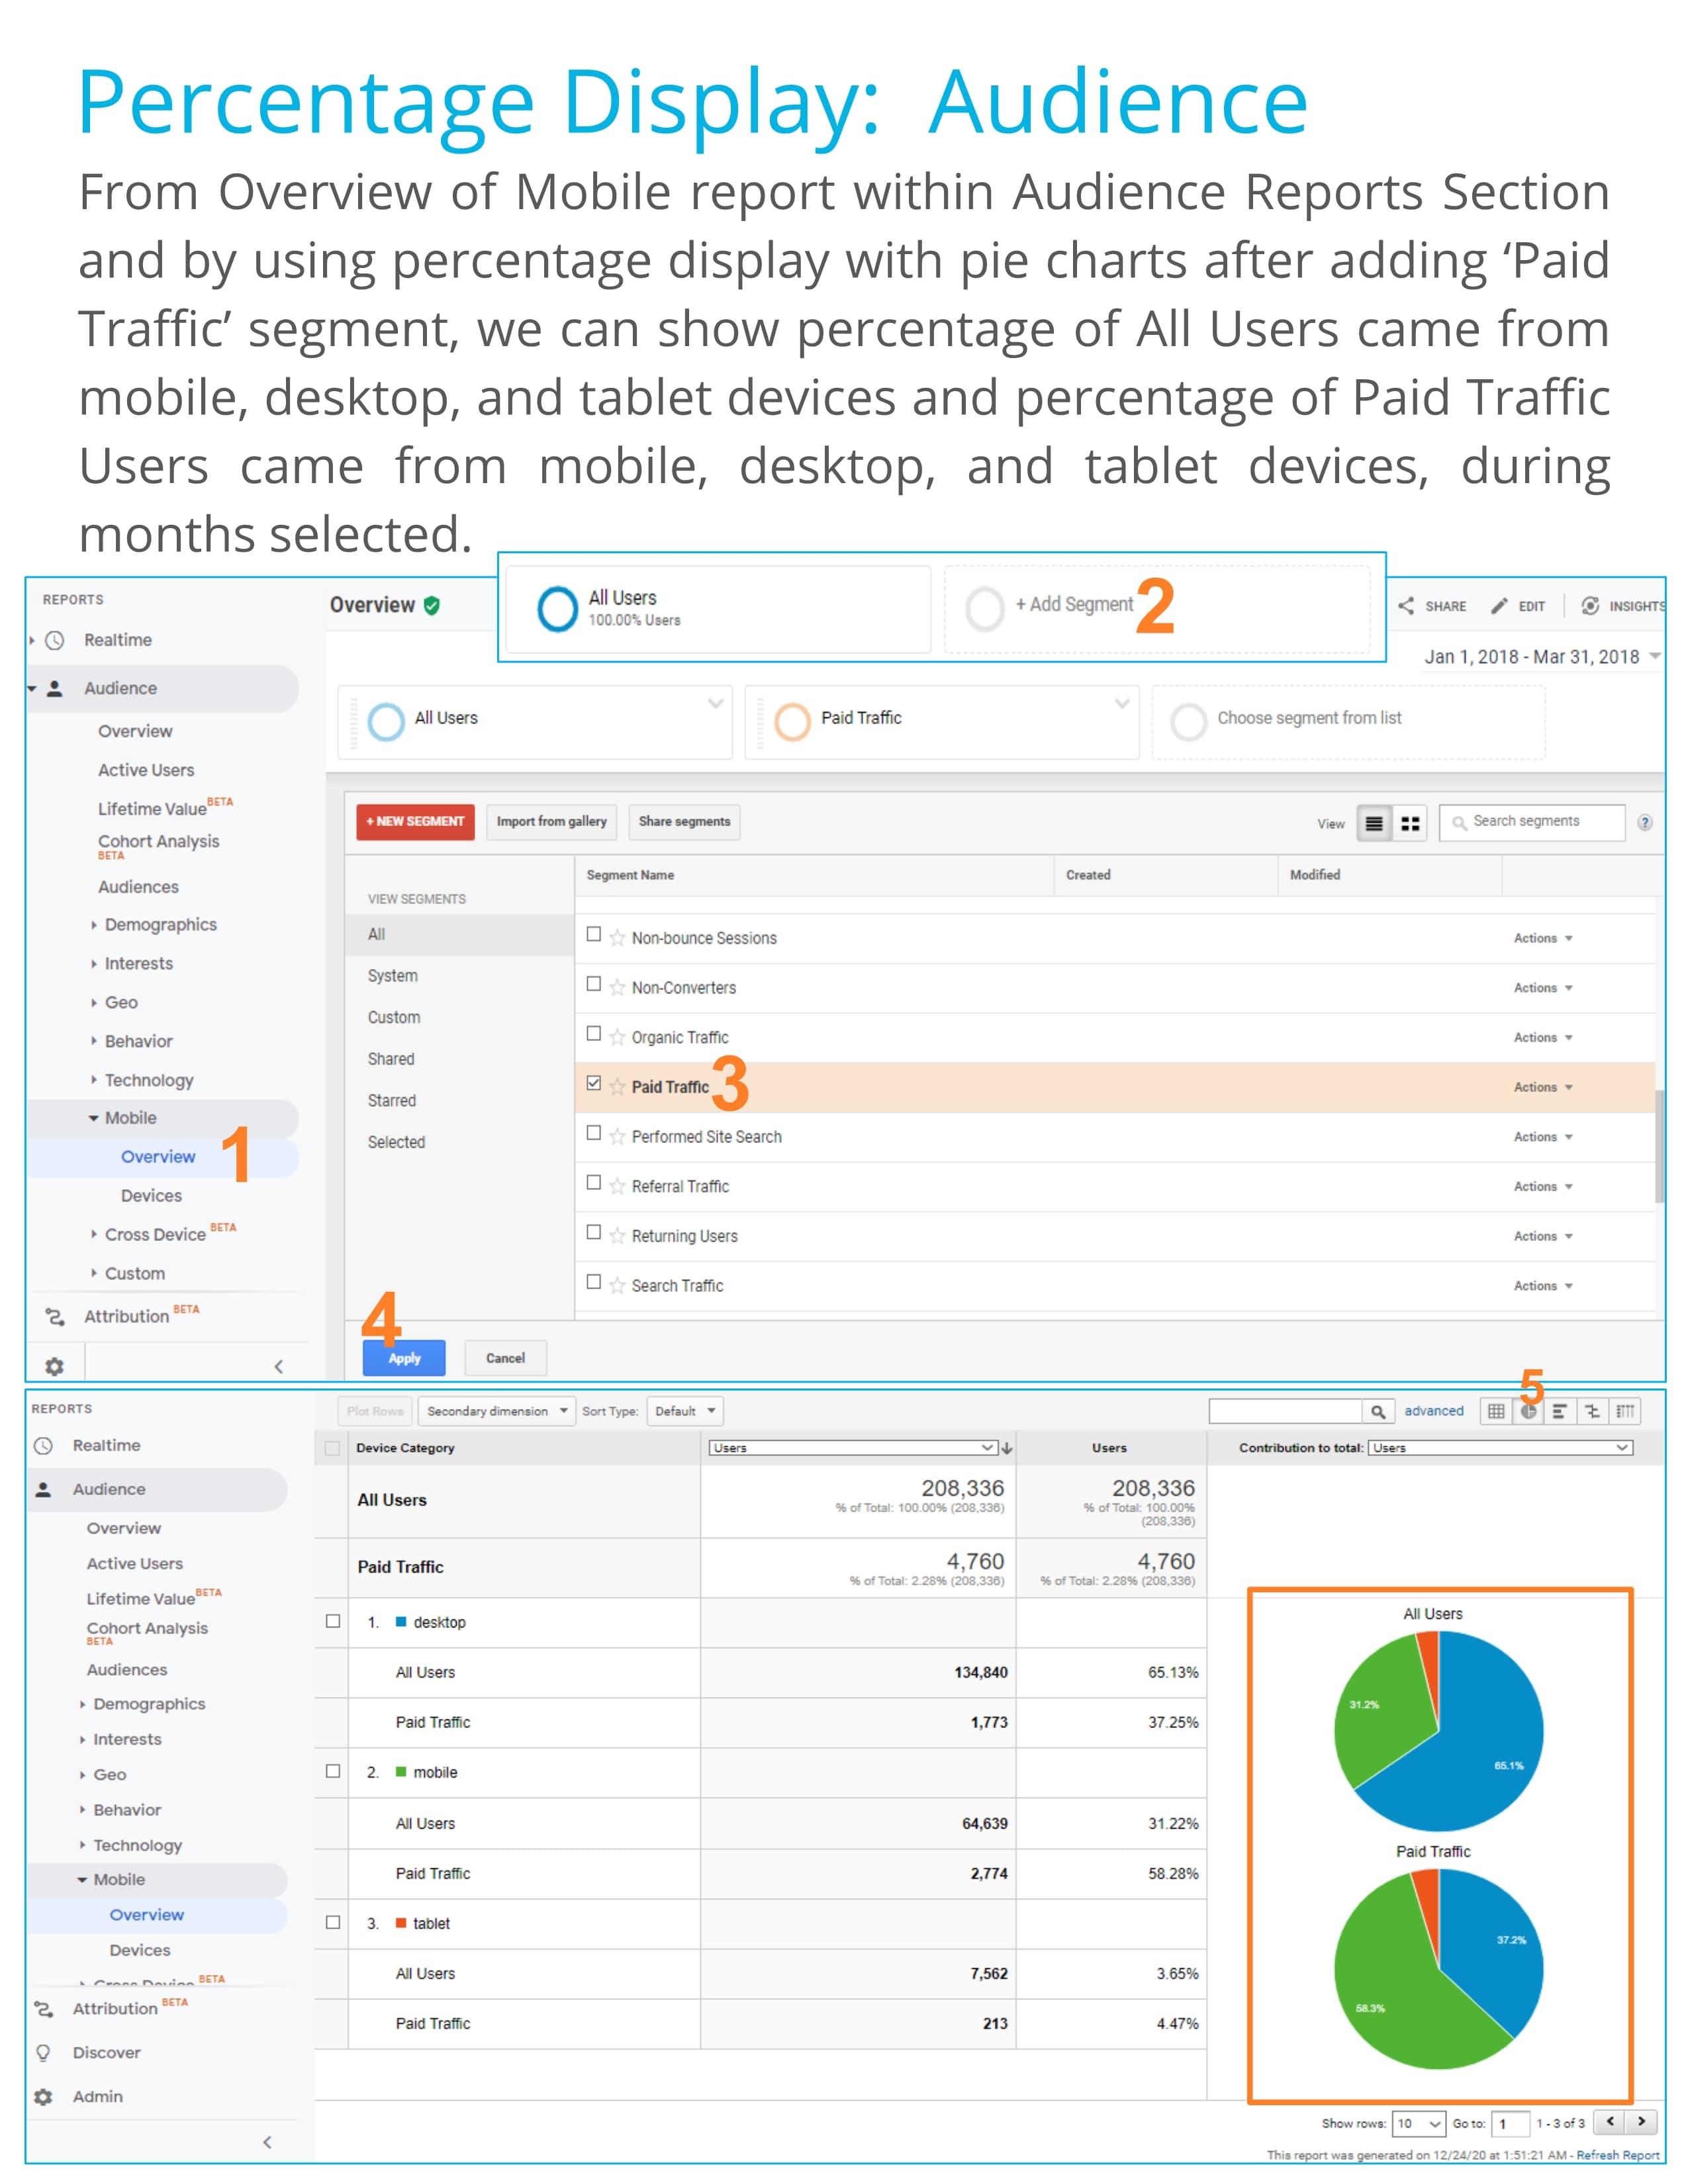 Percentage Display:  Audience
From Overview of Mobile report within Audience Reports Section
and by using percentage display with pie charts after adding ‘Paid
Traffic’ segment, we can show percentage of All Users came from
mobile, desktop, and tablet devices and percentage of Paid Traffic
Users came from mobile, desktop, and tablet devices, during
months selected.
REPORTS
Realtime
Audience
Overview
Active Users
Lifetime Value BETA
Cohort Analysis
BETA
Audiences
Demographics
Interests
Geo
Behavior
Technology
Mobile
Overview 1
Devices
Cross Device BETA
Custom
Attribution BETA
Overview
All Users
100.00% Users
+ Add Segment 2
SHARE EDIT INSIGHTS
Jan 1, 2018 - Mar 31, 2018
All Users
Paid Traffic
Choose segment from list
+ NEW SEGMENT Import from gallery Share segments View Search segments ?
VIEW SEGMENTS
All
System
Custom
Shared
Starred
Selected
Segment Name Created Modified
Non-bounce Sessions Actions
Non-Converters Actions
Organic Traffic Actions
Paid Traffic 3 Actions
Performed Site Search Actions
Referral Traffic Actions
Returning Users Actions
Search Traffic Actions
4
Apply Cancel
REPORTS
Realtime
Audience
Overview
Active Users
Lifetime Value BETA
Cohort Analysis
BETA
Audiences
Demographics
Interests
Geo
Behavior
Technology
Mobile
Overview
Devices
Cross Device BETA
Attribution BETA
Discover
Admin
5
Plot Rows Secondary dimension Sort Type: Default advanced
Device Category Users Users Contribution to total: Users
All Users 208,336 208,336
% of Total: 100.00% (208,336) % of Total: 100.00%
(208,336)
Paid Traffic 4,760 4,760
% of Total: 2.28% (208,336) % of Total: 2.28% (208,336)
1. desktop
All Users 134,840 65.13%
Paid Traffic 1,773 37.25%
2. mobile
All Users 64,639 31.22%
Paid Traffic 2,774 58.28%
3. tablet
All Users 7,562 3.65%
Paid Traffic 213 4.47%
All Users
31.2%
65.1%
Paid Traffic
37.2%
58.3%
Show rows: 10 Go to: 1 1 - 3 of 3
This report was generated on 12/24/20 at 1:51:21 AM - Refresh Report